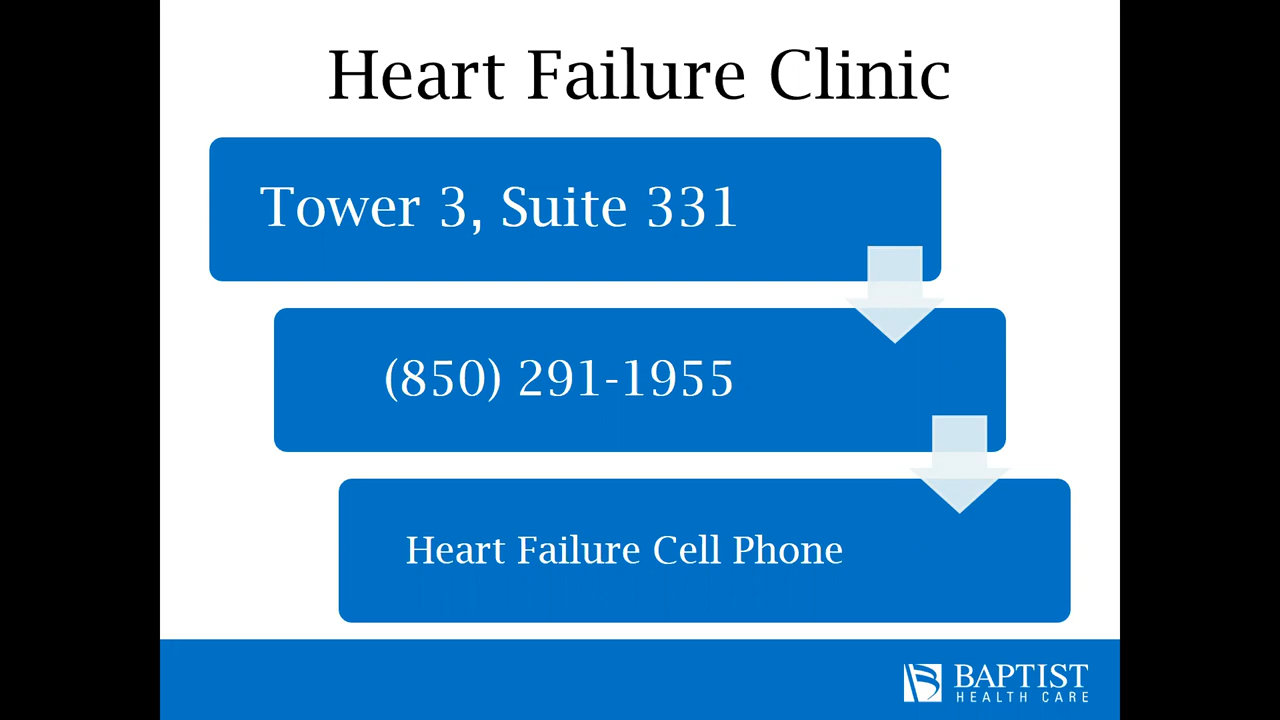 Heart Failure Clinic
Tower 3, Suite 331
(850) 291-1955
Heart Failure Cell Phone
BAPTIST
HEALTH CARE